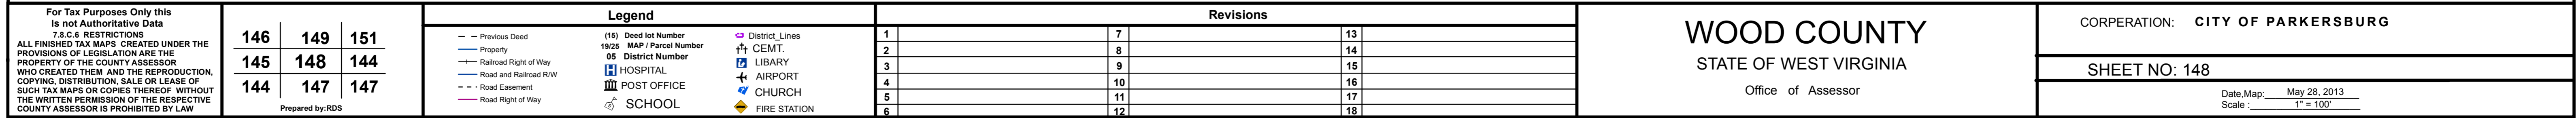 For Tax Purposes Only this
Is not Authoritative Data
7.8.C.6 RESTRICTIONS
ALL FINISHED TAX MAPS CREATED UNDER THE
PROVISIONS OF LEGISLATION ARE THE
PROPERTY OF THE COUNTY ASSESSOR
WHO CREATED THEM AND THE REPRODUCTION,
COPYING, DISTRIBUTION, SALE OR LEASE OF
SUCH TAX MAPS OR COPIES THEREOF WITHOUT
THE WRITTEN PERMISSION OF THE RESPECTIVE
COUNTY ASSESSOR IS PROHIBITED BY LAW
146 149 151
145 148 144
144 147 147
Prepared by:RDS
Legend
Previous Deed
Property
Railroad Right of Way
Road and Railroad R/W
Road Easement
Road Right of Way
(15) Deed lot Number
19/25 MAP / Parcel Number
05 District Number
HOSPITAL
POST OFFICE
SCHOOL
District_Lines
CEMT.
LIBARY
AIRPORT
CHURCH
FIRE STATION
Revisions
1 7 13
2 8 14
3 9 15
4 10 16
5 11 17
6 12 18
WOOD COUNTY
STATE OF WEST VIRGINIA
Office of Assessor
CORPERATION: CITY OF PARKERSBURG
SHEET NO: 148
Date,Map: May 28, 2013
Scale : 1" = 100'